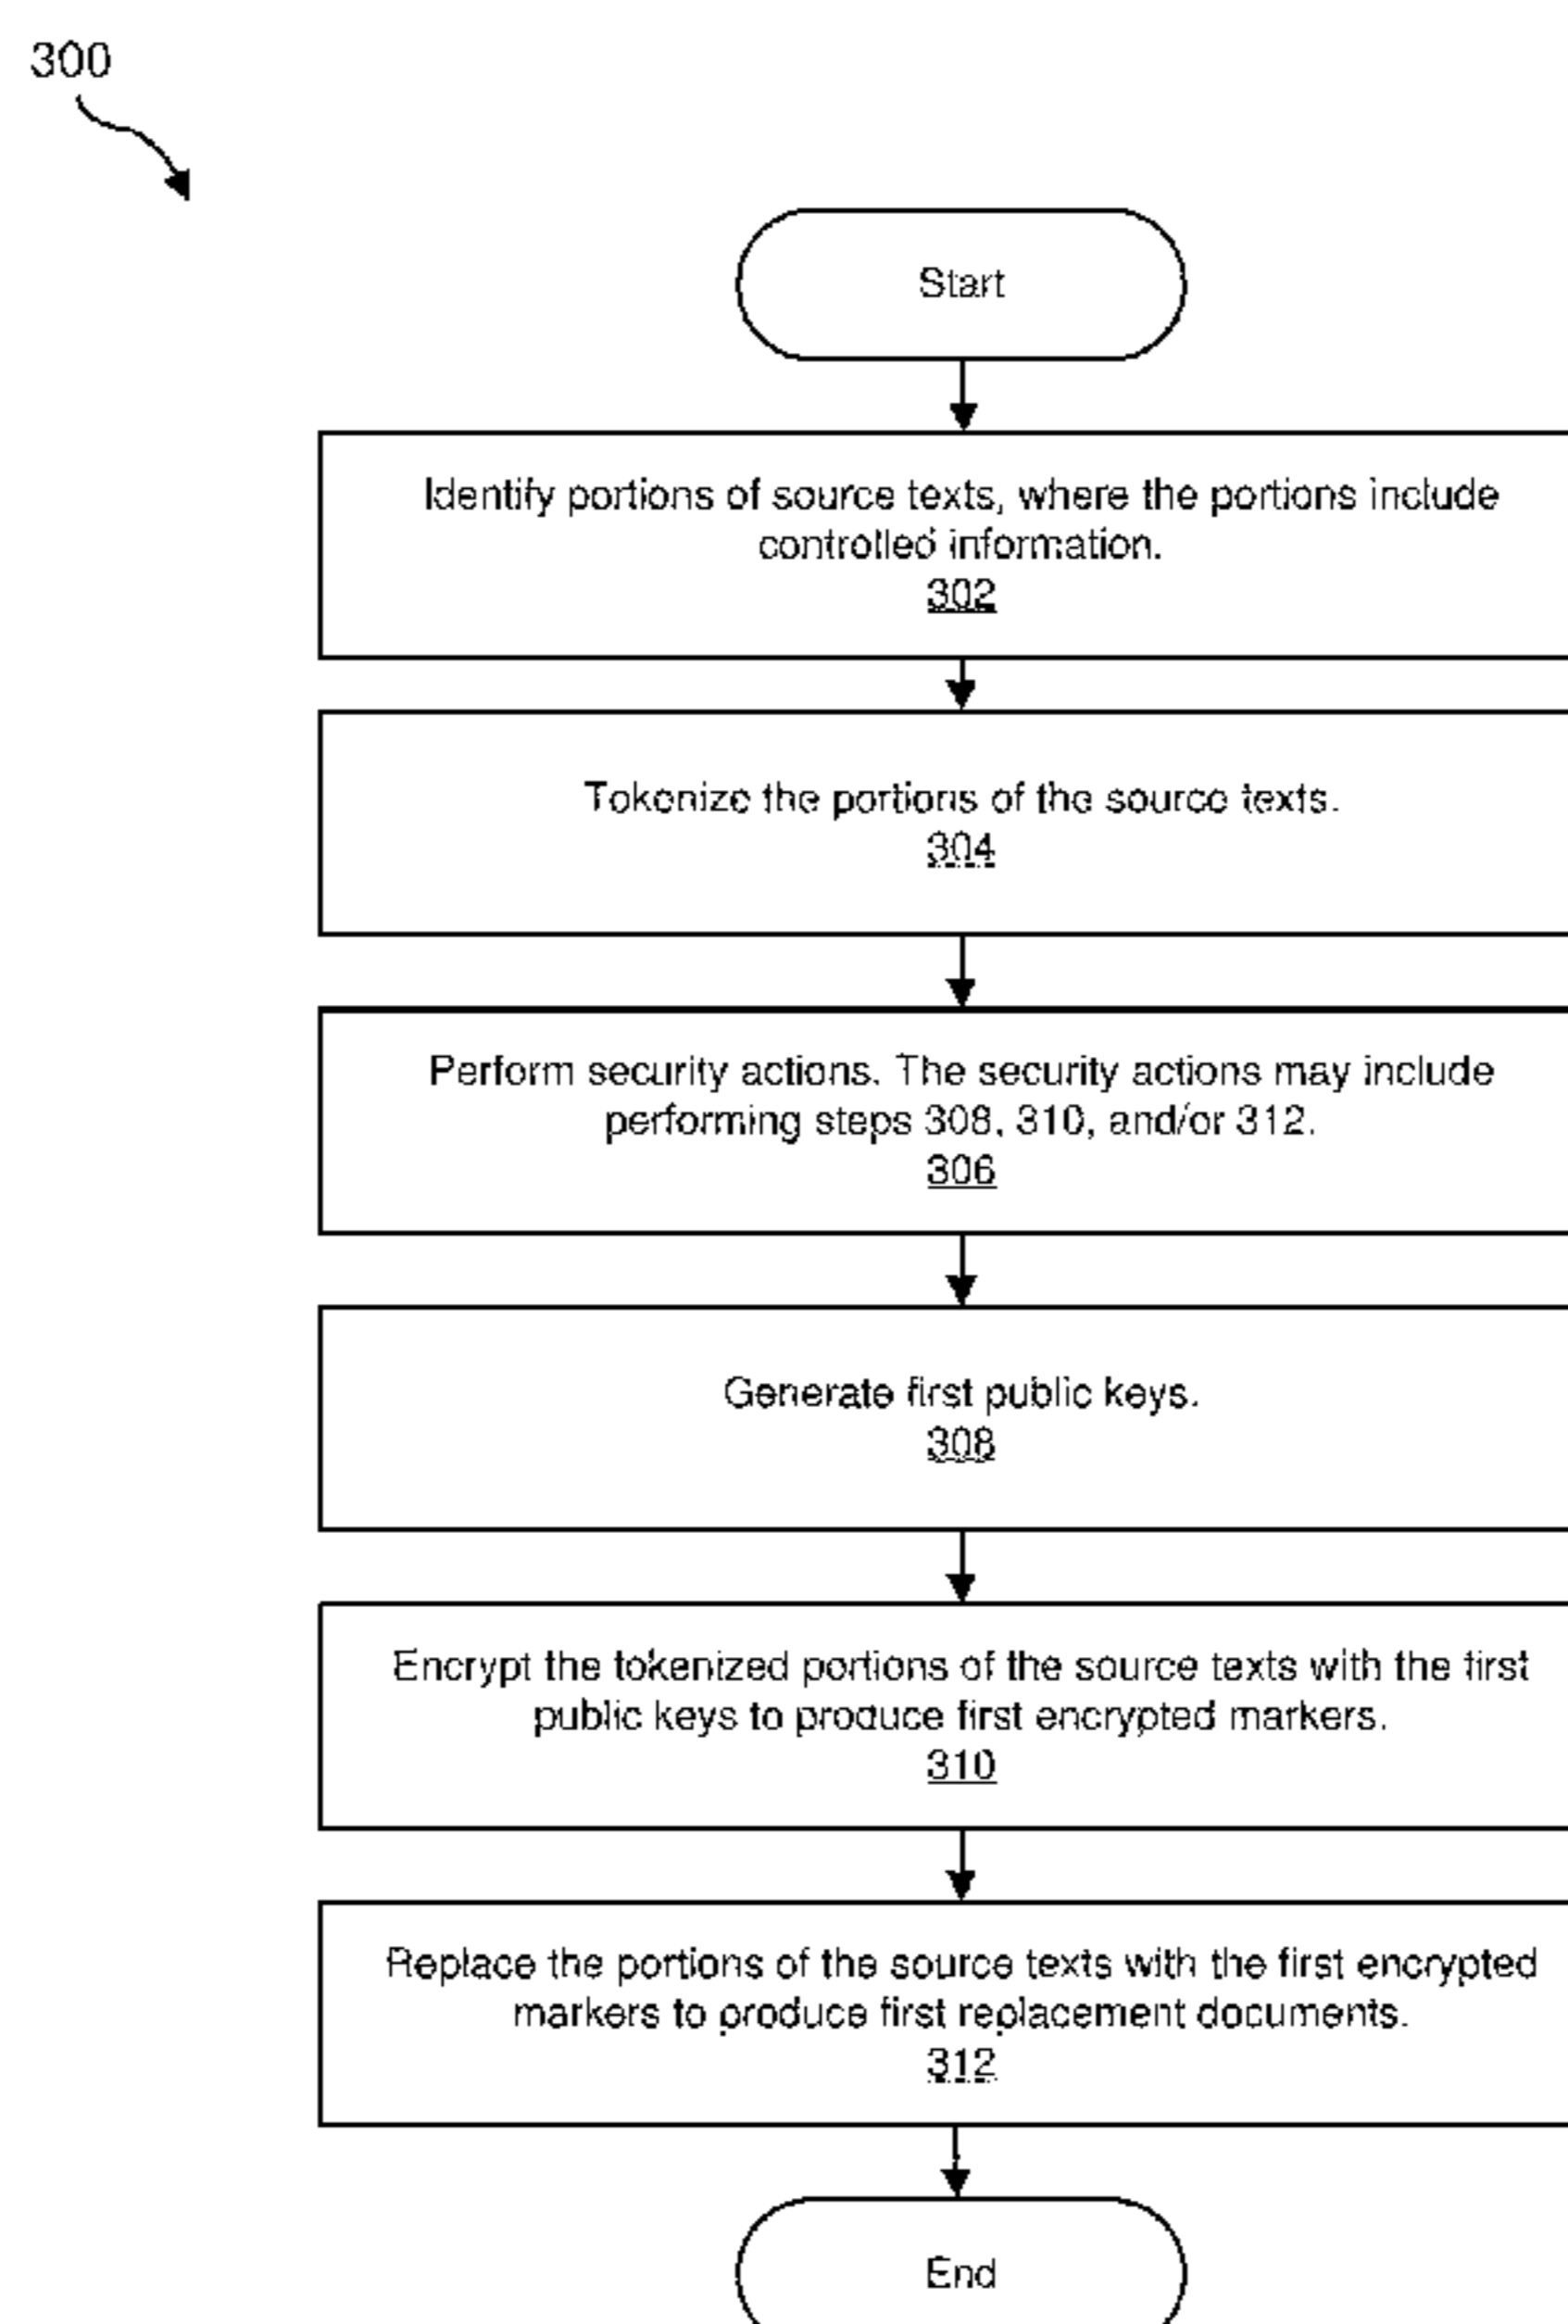 300
Start
Identify portions of source texts, where the portions include
controlled information.
302
Tokenize the portions of the source texts.
304
Perform security actions. The security actions may include
performing steps 308, 310, and/or 312.
306
Generate first public keys.
308
Encrypt the tokenized portions of the source texts with the first
public keys to produce first encrypted markers.
310
Replace the portions of the source texts with the first encrypted
markers to produce first replacement documents.
312
End